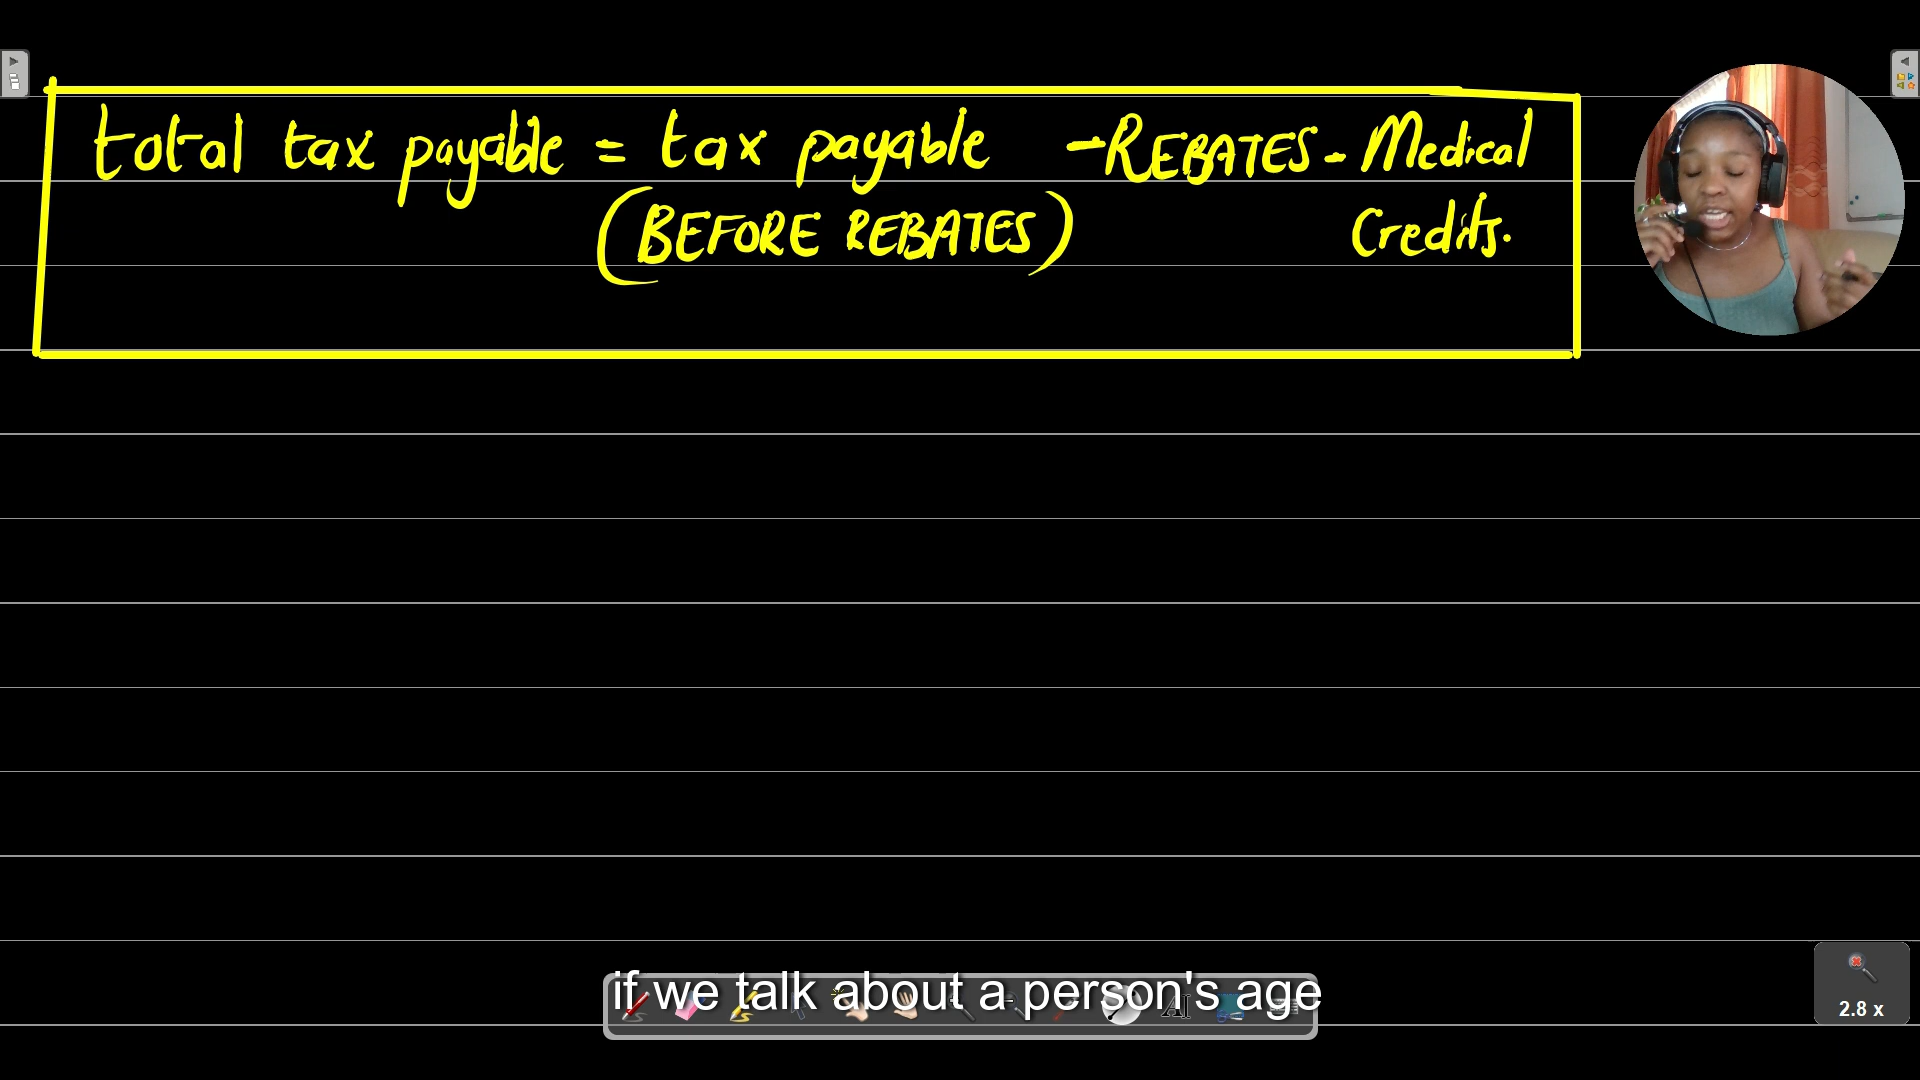 total tax payable = tax payable - REBATES - Medical
(BEFORE REBATES) Credits.
if we talk about a person's age
2.8 x